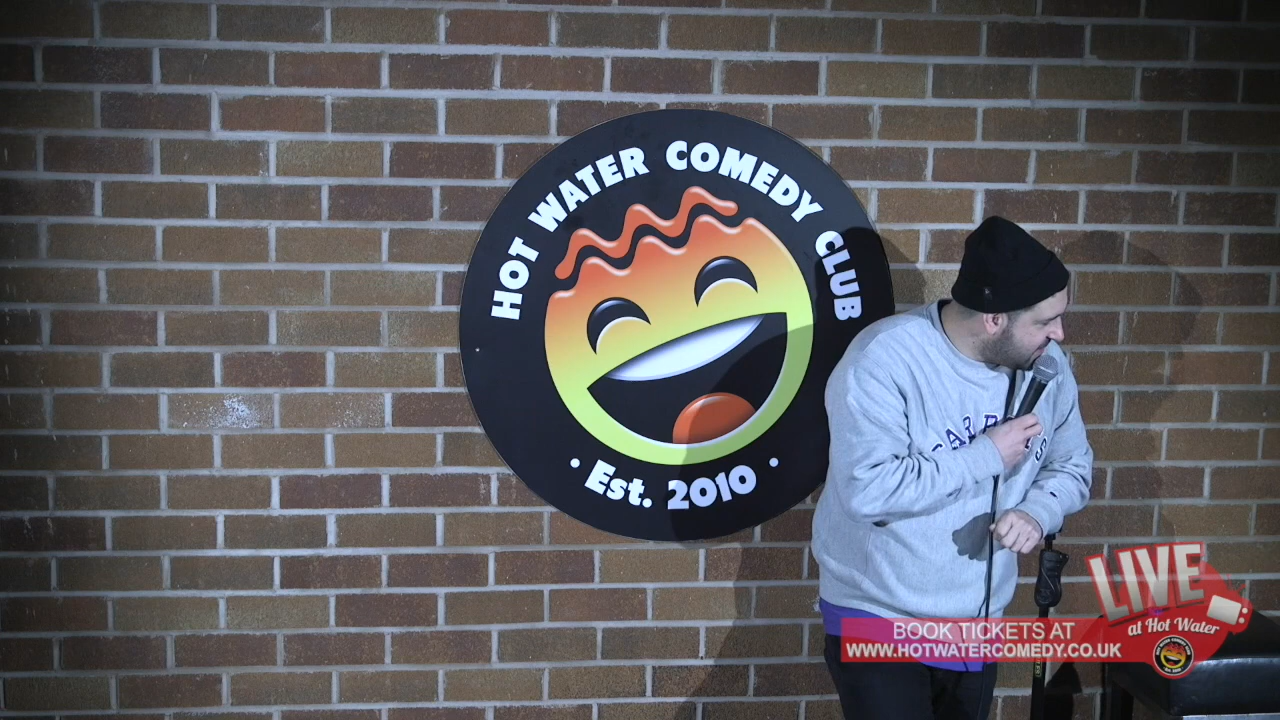 HOT WATER COMEDY CLUB
· Est. 2010 ·
LIVE
at Hot Water
BOOK TICKETS AT
WWW.HOTWATERCOMEDY.CO.UK